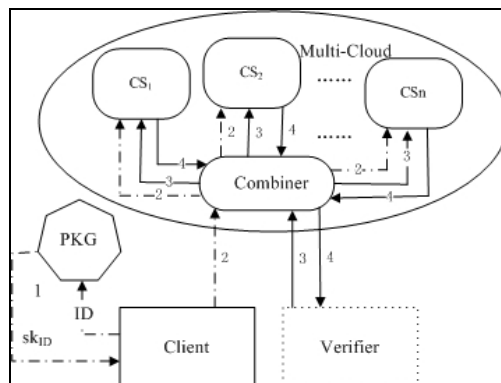 Multi-Cloud
CS1
CS2
......
CSn
......
2
3
4
4
3
2
2
3
4
Combiner
PKG
1
ID
skID
2
3
4
Client
Verifier